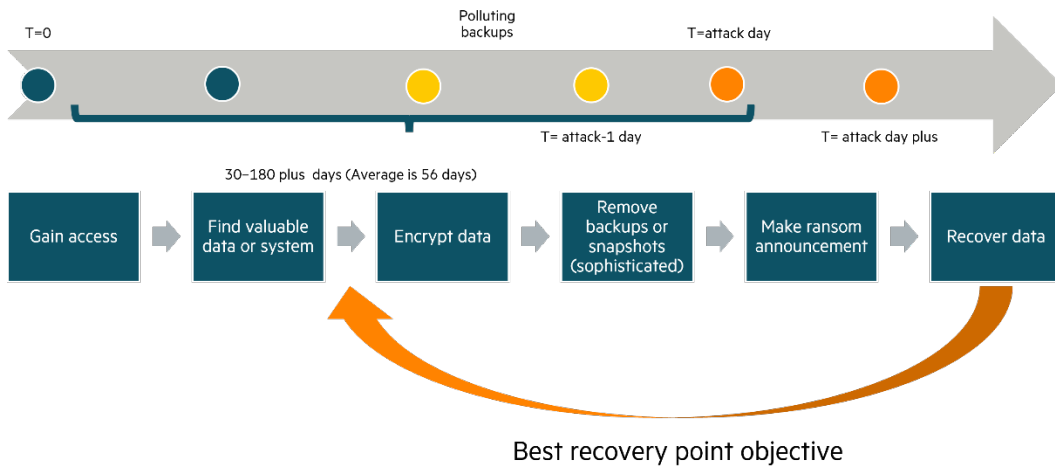 Polluting
backups
T=0
T=attack day
T= attack-1 day
T= attack day plus
30–180 plus  days (Average is 56 days)
Gain access
Find valuable
data or system
Encrypt data
Remove
backups or
snapshots
(sophisticated)
Make ransom
announcement
Recover data
Best recovery point objective